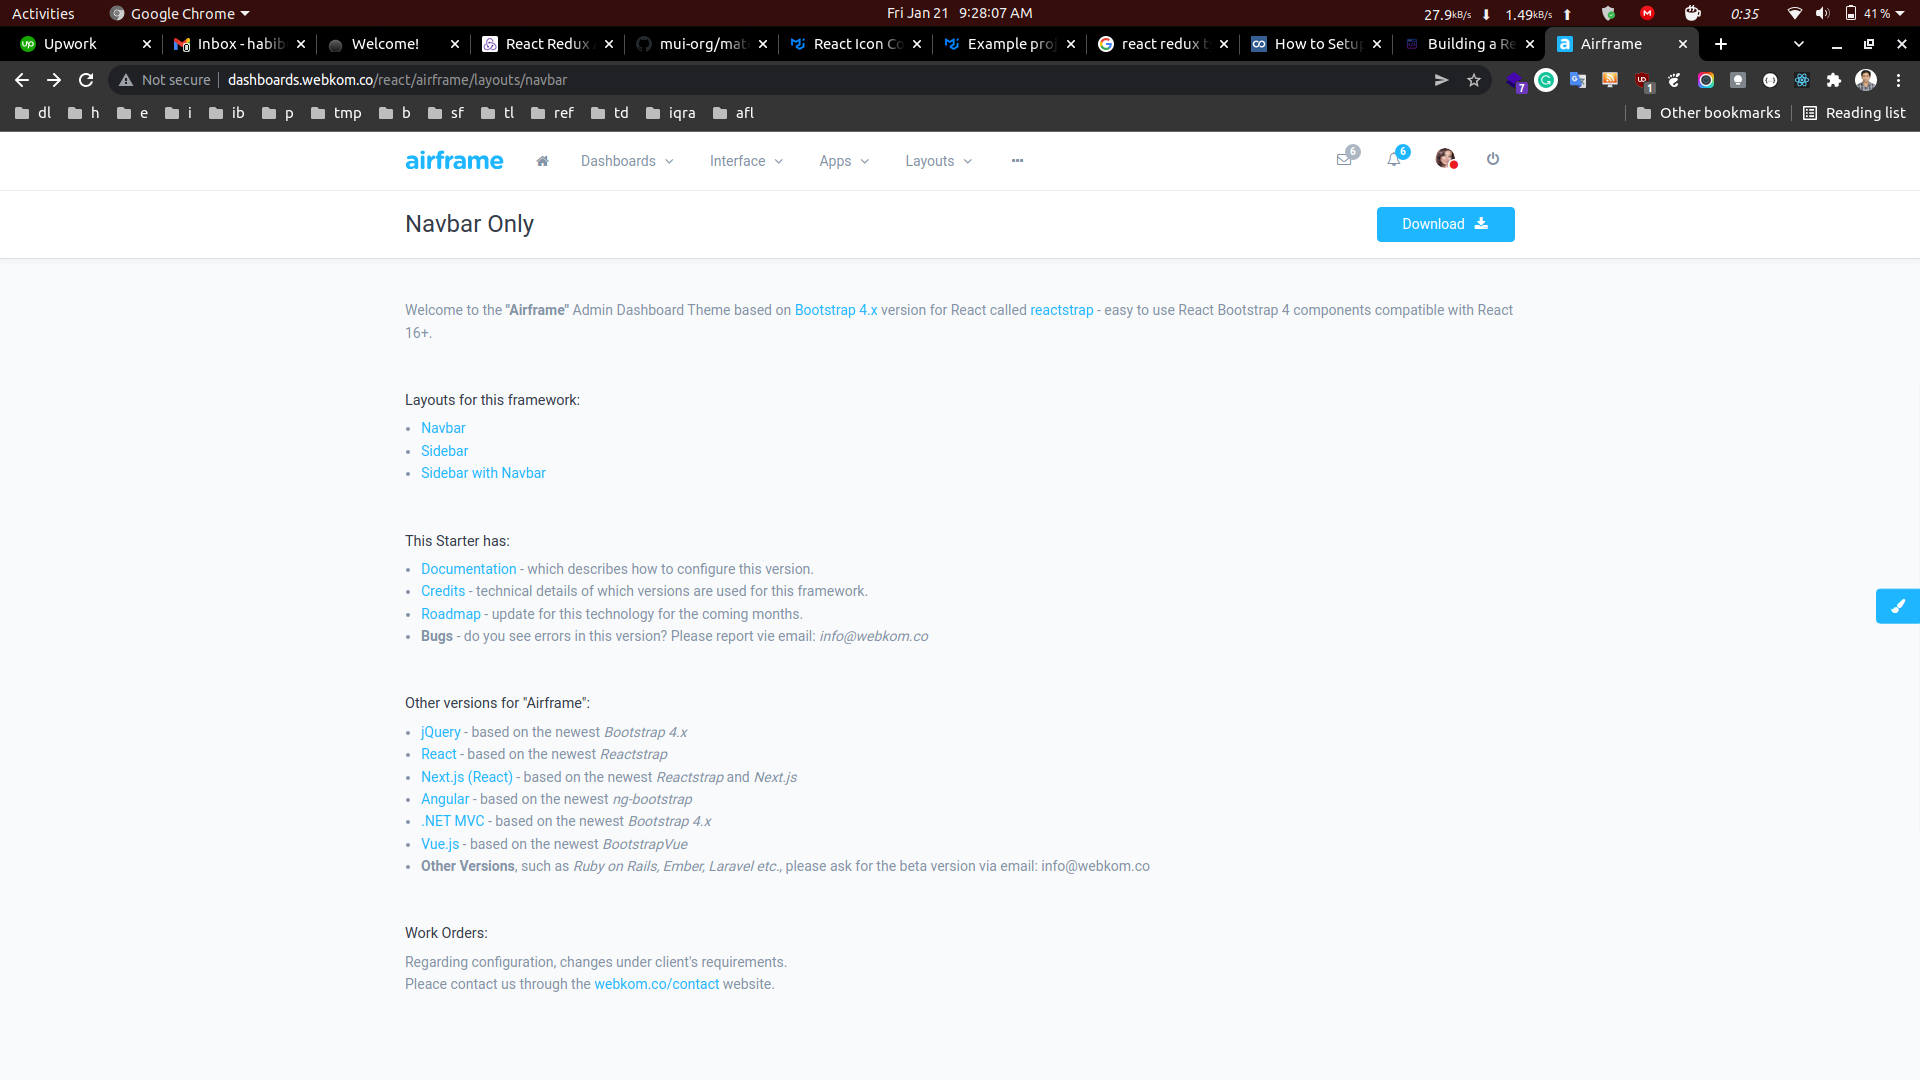 Activities
Google Chrome
Fri Jan 21 9:28:07 AM
27.9kB/s
1.49kB/s
0:35
41 %
Upwork
Inbox - habib
Welcome!
React Redux
mui-org/mat
React Icon Co
Example proj
react redux t
How to Setup
Building a Re
Airframe
Not secure
dashboards.webkom.co/react/airframe/layouts/navbar
7
1
dl
h
e
i
ib
p
tmp
b
sf
tl
ref
td
iqra
afl
Other bookmarks
Reading list
airframe
Dashboards
Interface
Apps
Layouts
6
6
Navbar Only
Download
Welcome to the "Airframe" Admin Dashboard Theme based on Bootstrap 4.x version for React called reactstrap - easy to use React Bootstrap 4 components compatible with React
16+.
Layouts for this framework:
Navbar
Sidebar
Sidebar with Navbar
This Starter has:
Documentation - which describes how to configure this version.
Credits - technical details of which versions are used for this framework.
Roadmap - update for this technology for the coming months.
Bugs - do you see errors in this version? Please report vie email: info@webkom.co
Other versions for "Airframe":
jQuery - based on the newest Bootstrap 4.x
React - based on the newest Reactstrap
Next.js (React) - based on the newest Reactstrap and Next.js
Angular - based on the newest ng-bootstrap
.NET MVC - based on the newest Bootstrap 4.x
Vue.js - based on the newest BootstrapVue
Other Versions, such as Ruby on Rails, Ember, Laravel etc., please ask for the beta version via email: info@webkom.co
Work Orders:
Regarding configuration, changes under client's requirements.
Pleace contact us through the webkom.co/contact website.